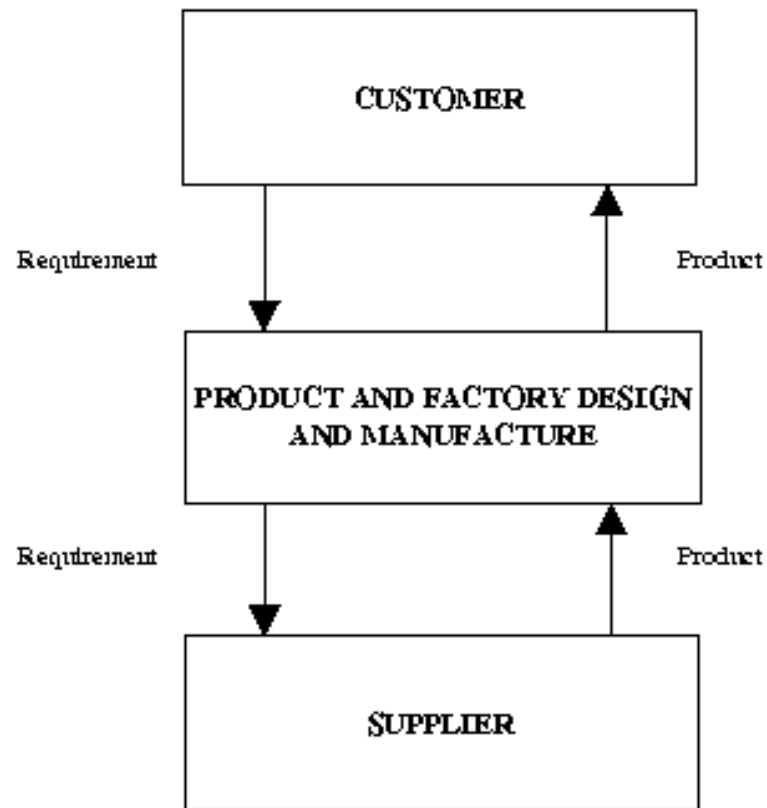 CUSTOMER
Requirement
Product
PRODUCT AND FACTORY DESIGN
AND MANUFACTURE
Requirement
Product
SUPPLIER